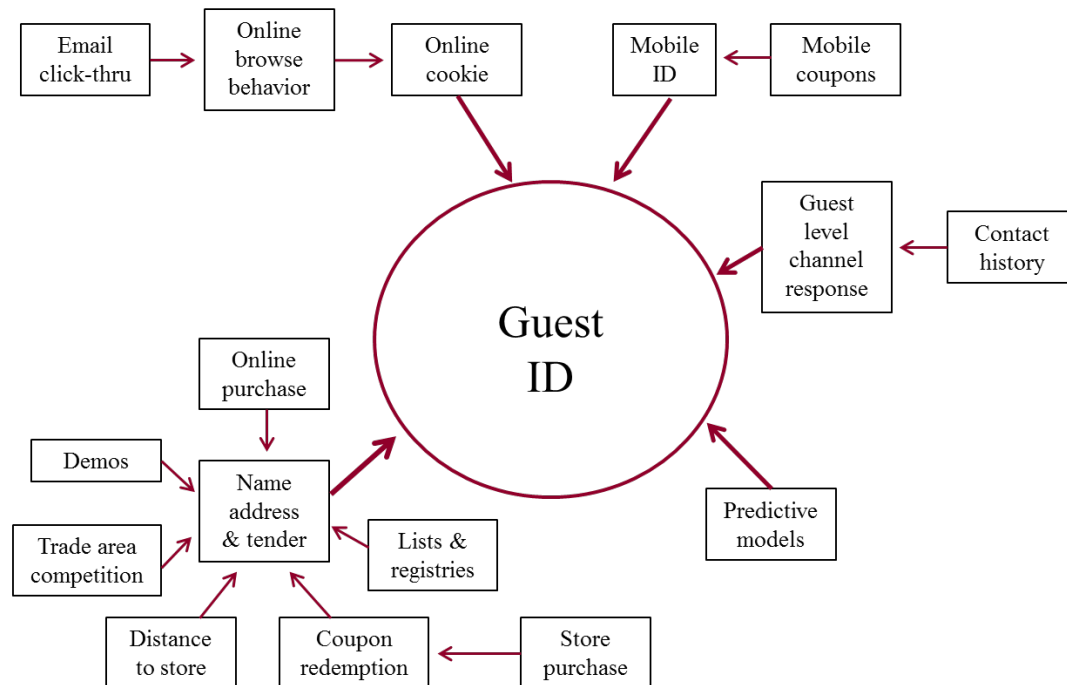 Email
click-thru
Online
browse
behavior
Online
cookie
Mobile
ID
Mobile
coupons
Guest
level
channel
response
Contact
history
Guest
ID
Online
purchase
Demos
Name
address
& tender
Trade area
competition
Lists &
registries
Predictive
models
Distance
to store
Coupon
redemption
Store
purchase